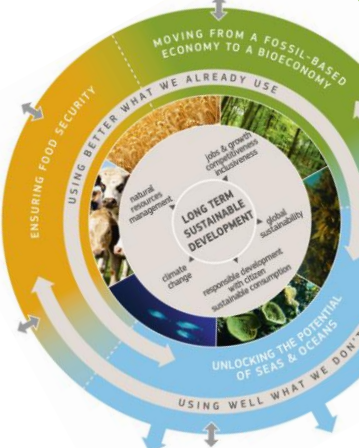 MOVING FROM A FOSSIL-BASED
ECONOMY TO A BIOECONOMY
ENSURING FOOD SECURITY
USING BETTER WHAT WE ALREADY USE
jobs & growth
competitiveness
inclusiveness
natural
resources
management
LONG TERM
SUSTAINABLE
DEVELOPMENT
global
sustainability
climate
change
responsible development
with citizen
sustainable consumption
UNLOCKING THE POTENTIAL
OF SEAS & OCEANS
USING WELL WHAT WE DON'T